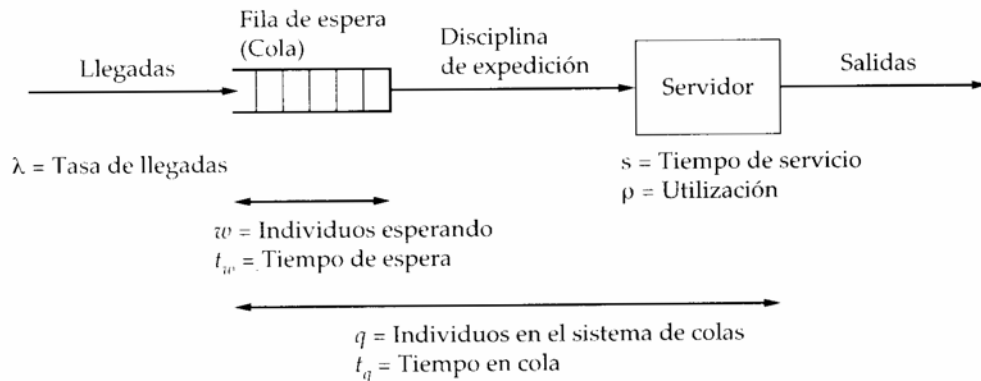 Fila de espera
(Cola)
Llegadas
Disciplina
de expedición
Servidor
Salidas
λ = Tasa de llegadas
s = Tiempo de servicio
ρ = Utilización
w = Individuos esperando
t_w = Tiempo de espera
q = Individuos en el sistema de colas
t_q = Tiempo en cola